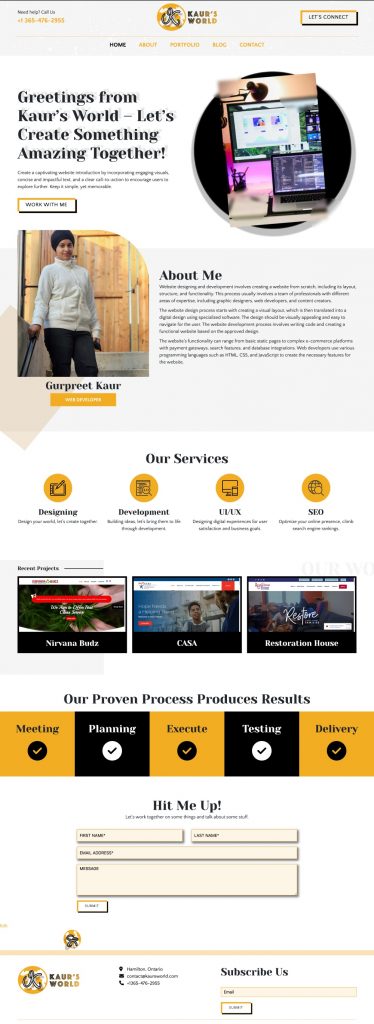 Need help? Call Us
+1 365-476-2955
KAUR'S
WORLD
LET'S CONNECT
HOME
ABOUT
PORTFOLIO
BLOG
CONTACT
Greetings from
Kaur's World – Let's
Create Something
Amazing Together!
Create a captivating website introduction by incorporating engaging visuals,
concise and impactful text, and a clear call-to-action to encourage users to
explore further. Keep it simple, yet memorable.
WORK WITH ME
About Me
Website designing and development involves creating a website from scratch, including its layout,
structure, and functionality. This process usually involves a team of professionals with different
areas of expertise, including graphic designers, web developers, and content creators.
The website design process starts with creating a visual layout, which is then translated into a
digital design using specialised software. The design should be visually appealing and easy to
navigate for the user. The website development process involves writing code and creating a
functional website based on the approved design.
The website's functionality can range from basic static pages to complex e-commerce platforms
with payment gateways, search features, and database integrations. Web developers use various
programming languages such as HTML, CSS, and JavaScript to create the necessary features for
the website.
Gurpreet Kaur
WEB DEVELOPER
Our Services
Designing
Design your world, let's create together.
Development
Building ideas, let's bring them to life
through development.
UI/UX
Designing digital experiences for user
satisfaction and business goals.
SEO
Optimize your online presence, climb
search engine rankings.
OUR WO
Recent Projects
Nirvana Budz
Hope heals
CASA
RESTORE
Restoration House
Our Proven Process Produces Results
Meeting
Planning
Execute
Testing
Delivery
Hit Me Up!
Let's work together on some things and talk about some stuff.
FIRST NAME*
LAST NAME*
EMAIL ADDRESS*
MESSAGE
SUBMIT
KAUR'S
WORLD
Hamilton, Ontario
contact@kaursworld.com
+1365-476-2955
Subscribe Us
Email
SUBMIT